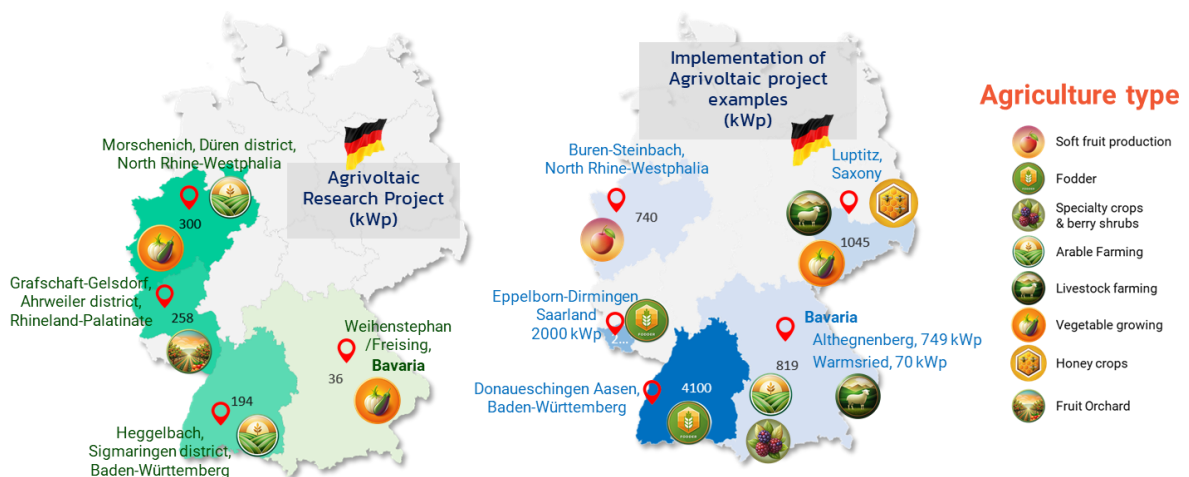 Morschenich, Düren district,
North Rhine-Westphalia
300
Agrivoltaic
Research Project
(kWp)
Grafschaft-Gelsdorf,
Ahrweiler district,
Rhineland-Palatinate
258
Weihenstephan
/Freising,
Bavaria
36
194
Heggelbach,
Sigmaringen district,
Baden-Württemberg
Implementation of
Agrivoltaic project
examples
(kWp)
Buren-Steinbach,
North Rhine-Westphalia
740
Luptitz,
Saxony
1045
Eppelborn-Dirmingen
Saarland
2000 kWp
2...
Bavaria
Althegnenberg, 749 kWp
Warmsried, 70 kWp
819
Donaueschingen Aasen,
Baden-Württemberg
4100
FODDER
Agriculture type
Soft fruit production
Fodder
Specialty crops
& berry shrubs
Arable Farming
Livestock farming
Vegetable growing
Honey crops
Fruit Orchard